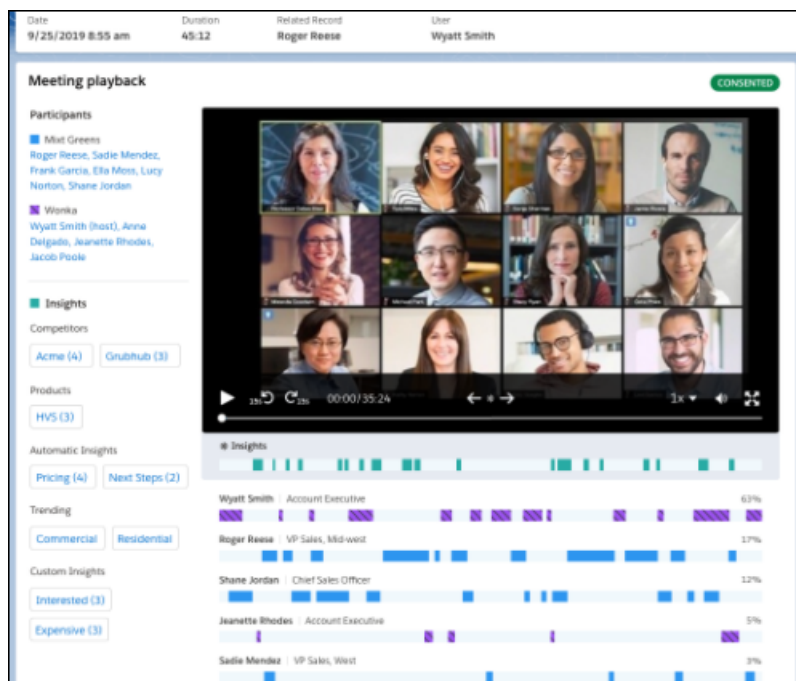 Date Duration Related Record User
9/25/2019 8:55 am 45:12 Roger Reese Wyatt Smith
Meeting playback
CONSENTED
Participants
Mixt Greens
Roger Reese, Sadie Mendez,
Frank Garcia, Ella Moss, Lucy
Norton, Shane Jordan
Wonka
Wyatt Smith (host), Anne
Delgado, Jeanette Rhodes,
Jacob Poole
Insights
Competitors
Acme (4) Grubhub (3)
Products
HVS (3)
Automatic Insights
Pricing (4) Next Steps (2)
Trending
Commercial Residential
Custom Insights
Interested (3)
Expensive (3)
15s 15s 00:00/35:24 1x
Insights
Wyatt Smith | Account Executive 63%
Roger Reese | VP Sales, Mid-west 17%
Shane Jordan | Chief Sales Officer 12%
Jeanette Rhodes | Account Executive 5%
Sadie Mendez | VP Sales, West 3%